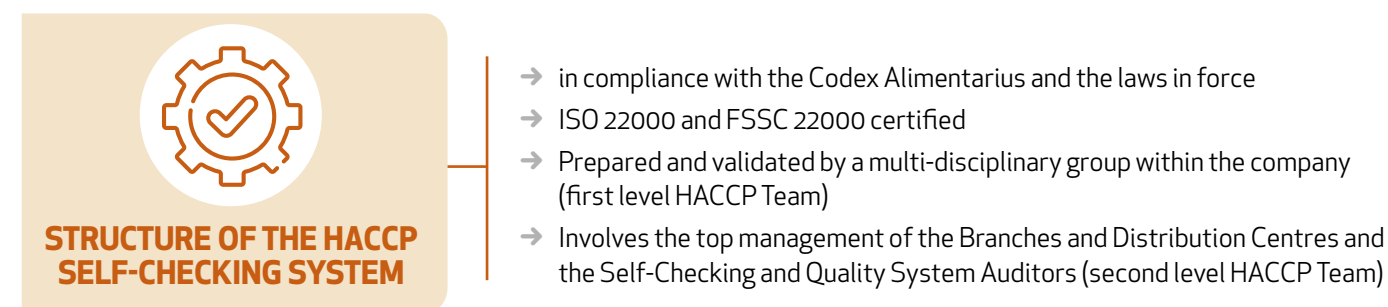 STRUCTURE OF THE HACCP
SELF-CHECKING SYSTEM
→ in compliance with the Codex Alimentarius and the laws in force
→ ISO 22000 and FSSC 22000 certified
→ Prepared and validated by a multi-disciplinary group within the company
(first level HACCP Team)
→ Involves the top management of the Branches and Distribution Centres and
the Self-Checking and Quality System Auditors (second level HACCP Team)